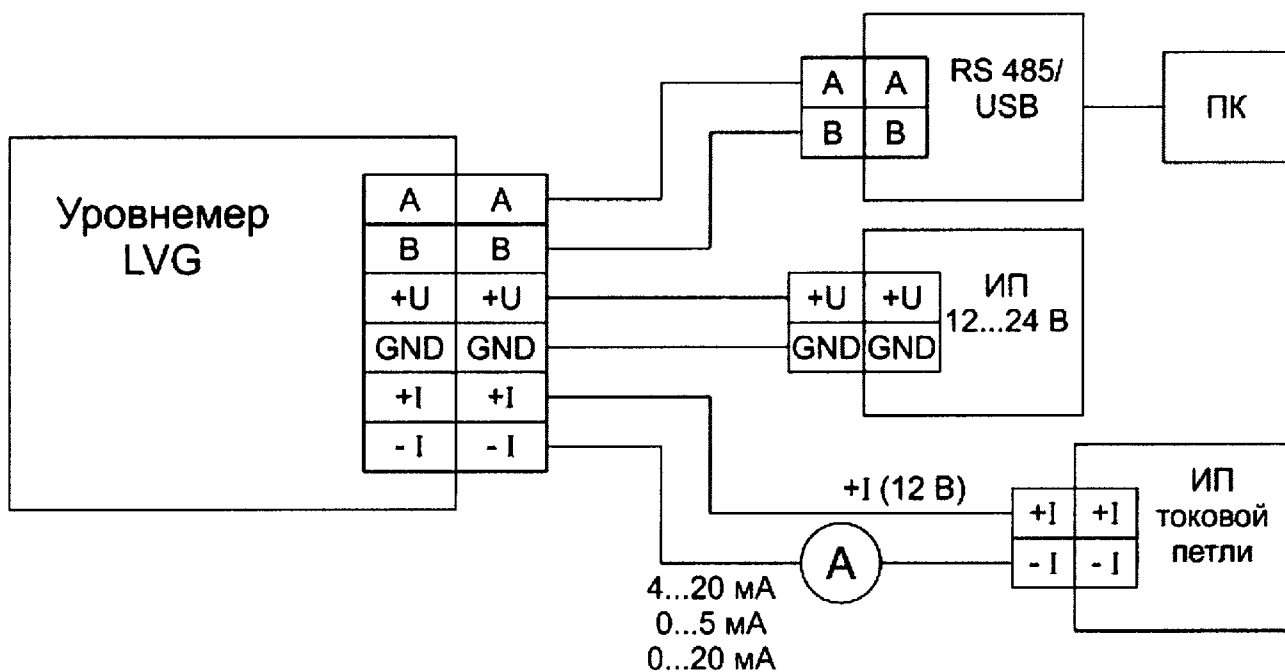 Уровнемер
LVG
A A
B B
+U +U
GND GND
+I +I
- I - I
A A
B B
RS 485/
USB
ПК
+U +U
GND GND
ИП
12...24 В
+I (12 В)
A
4...20 мА
0...5 мА
0...20 мА
+I +I
- I - I
ИП
токовой
петли